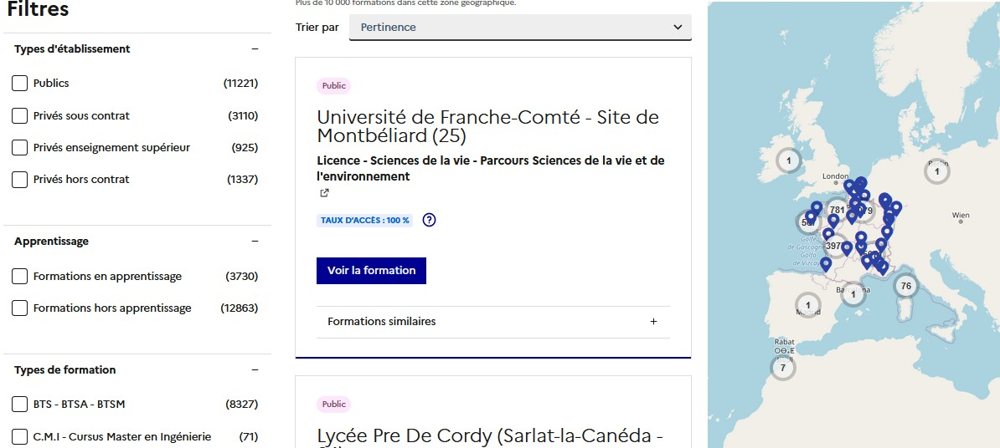 Filtres
Types d'établissement
Publics (11221)
Privés sous contrat (3110)
Privés enseignement supérieur (925)
Privés hors contrat (1337)
Apprentissage
Formations en apprentissage (3730)
Formations hors apprentissage (12863)
Types de formation
BTS - BTSA - BTSM (8327)
C.M.I - Cursus Master en Ingénierie (71)
Plus de 10 000 formations dans cette zone géographique.
Trier par Pertinence
Public
Université de Franche-Comté - Site de
Montbéliard (25)
Licence - Sciences de la vie - Parcours Sciences de la vie et de
l'environnement
TAUX D'ACCÈS : 100 % ?
Voir la formation
Formations similaires +
Public
Lycée Pre De Cordy (Sarlat-la-Canéda -
1
Berlin
1
London
781
Wien
Golfe
de Gascogne
Golfo
de Vizcaya
397
76
1
1
Madrid
Rabat
7